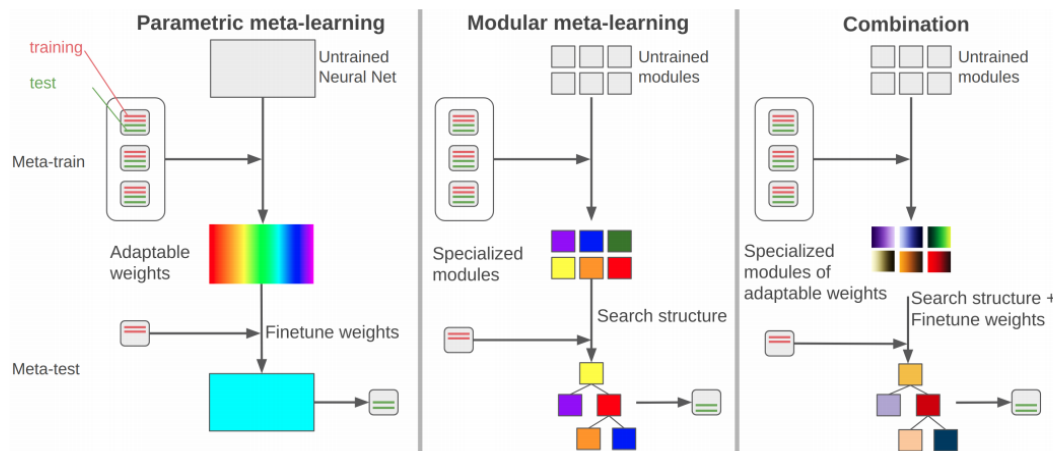 Parametric meta-learning
training
test
Untrained
Neural Net
Meta-train
Adaptable
weights
Finetune weights
Meta-test
Modular meta-learning
Untrained
modules
Specialized
modules
Search structure
Combination
Untrained
modules
Specialized
modules of
adaptable weights
Search structure +
Finetune weights